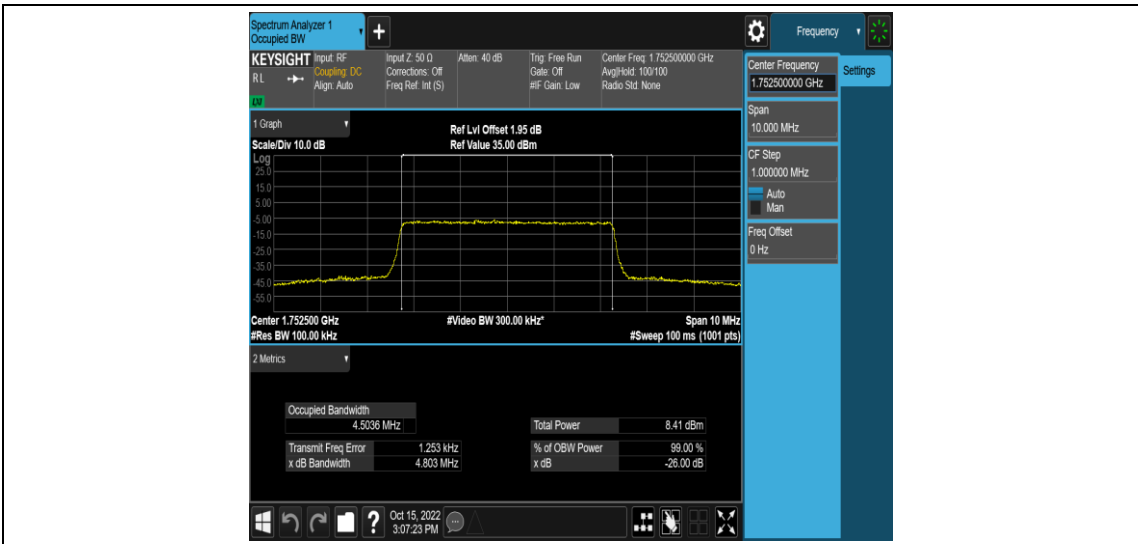 Spectrum Analyzer 1
Occupied BW
+
Frequency
KEYSIGHT Input: RF Input Z: 50 Ω Atten: 40 dB Trig: Free Run Center Freq: 1.752500000 GHz
RL Coupling: DC Corrections: Off Gate: Off Avg|Hold: 100/100
Align: Auto Freq Ref: Int (S) #IF Gain: Low Radio Std: None
LXI
Center Frequency
1.752500000 GHz
Settings
Span
10.000 MHz
CF Step
1.000000 MHz
Auto
Man
Freq Offset
0 Hz
1 Graph
Ref Lvl Offset 1.95 dB
Scale/Div 10.0 dB Ref Value 35.00 dBm
Log
25.0
15.0
5.00
-5.00
-15.0
-25.0
-35.0
-45.0
-55.0
Center 1.752500 GHz #Video BW 300.00 kHz* Span 10 MHz
#Res BW 100.00 kHz #Sweep 100 ms (1001 pts)
2 Metrics
Occupied Bandwidth
4.5036 MHz Total Power 8.41 dBm
Transmit Freq Error 1.253 kHz % of OBW Power 99.00 %
x dB Bandwidth 4.803 MHz x dB -26.00 dB
? Oct 15, 2022
3:07:23 PM